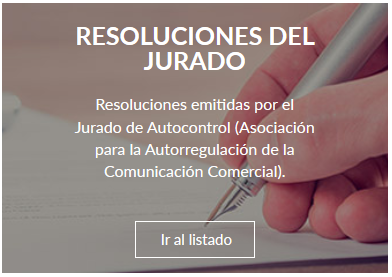 RESOLUCIONES DEL
JURADO
Resoluciones emitidas por el
Jurado de Autocontrol (Asociación
para la Autorregulación de la
Comunicación Comercial).
Ir al listado